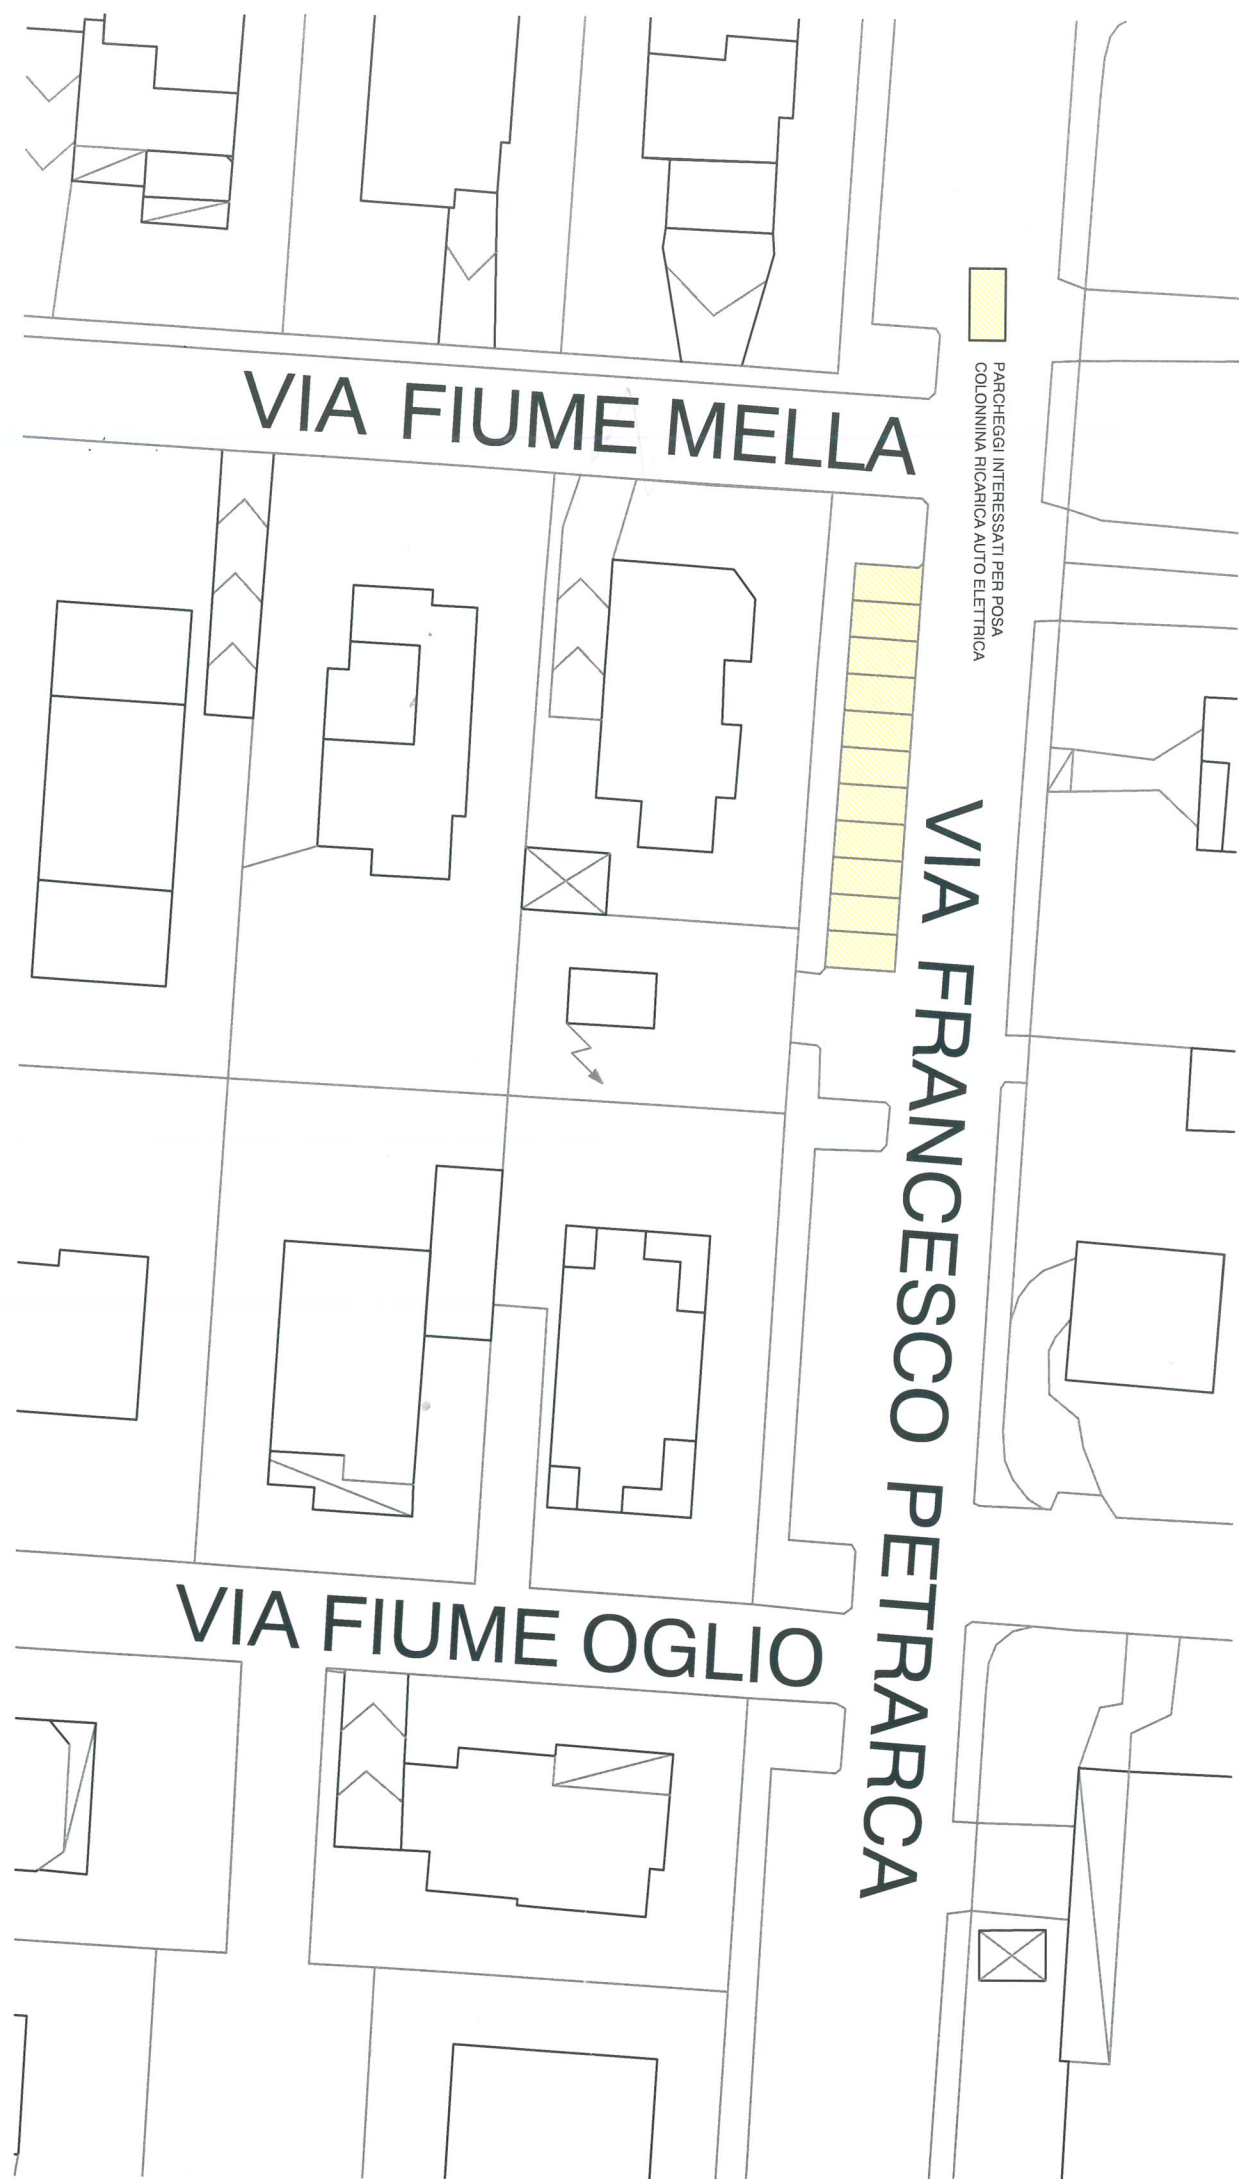 VIA FIUME MELLA
PARCHEGGI INTERESSATI PER POSA
COLONNINA RICARICA AUTO ELETTRICA
VIA FRANCESCO PETRARCA
VIA FIUME OGLIO